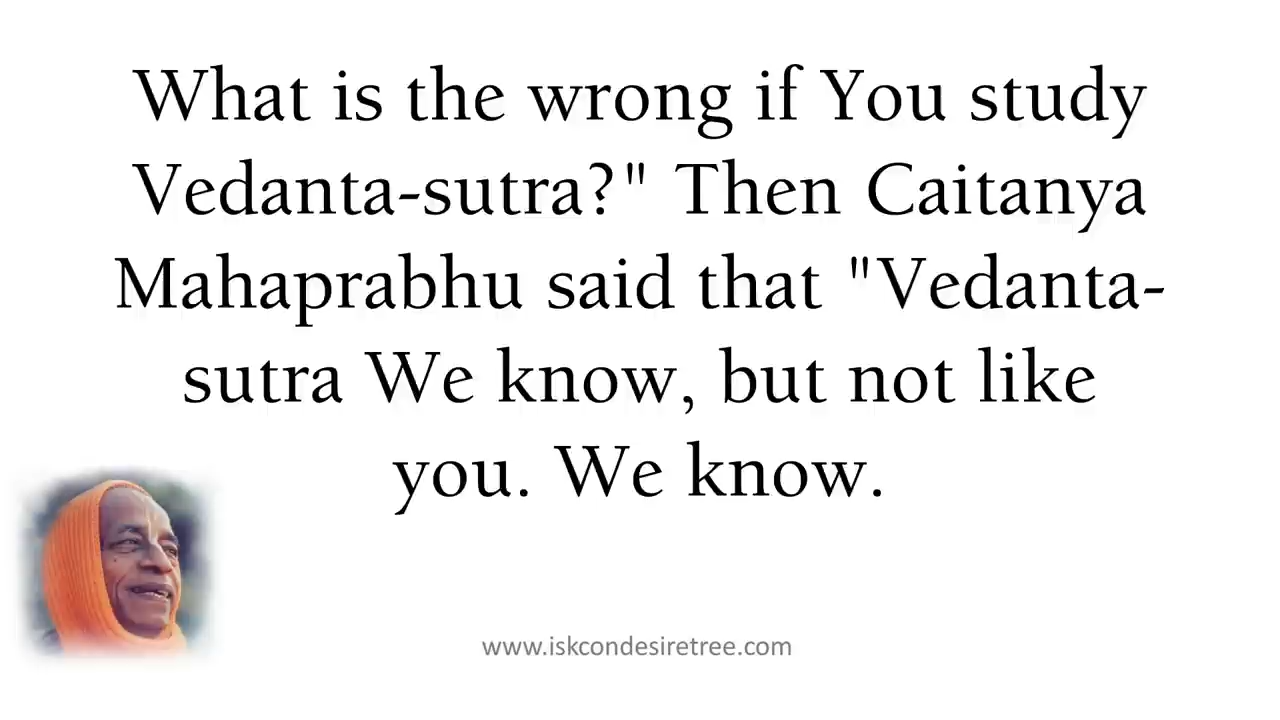 What is the wrong if You study
Vedanta-sutra?" Then Caitanya
Mahaprabhu said that "Vedanta-
sutra We know, but not like
you. We know.
www.iskcondesiretree.com